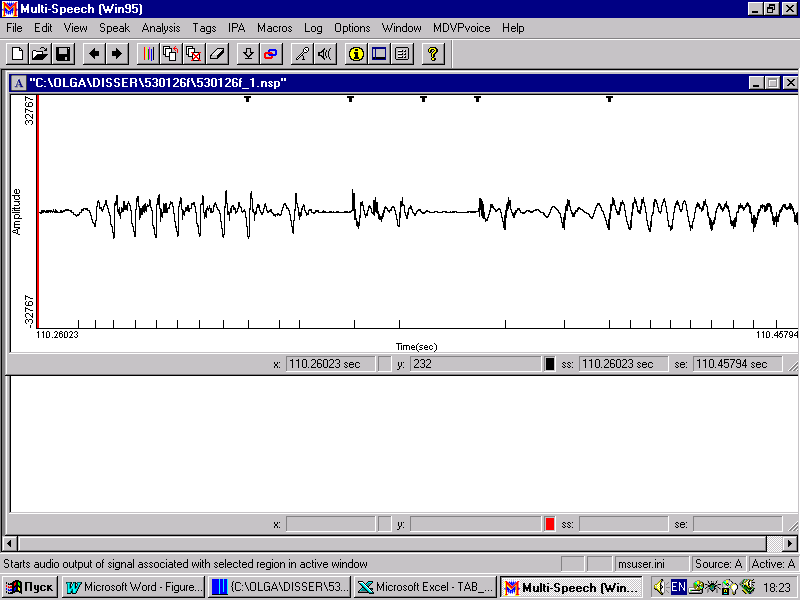 Multi-Speech (Win95)
File Edit View Speak Analysis Tags IPA Macros Log Options Window MDVPvoice Help
A "C:\OLGA\DISSER\530126f\530126f_1.nsp"
32767
Amplitude
-32767
110.26023 110.45794
Time(sec)
x: 110.26023 sec y: 232 ss: 110.26023 sec se: 110.45794 sec
x: y: ss: se:
Starts audio output of signal associated with selected region in active window msuser.ini Source: A Active: A
Пуск Microsoft Word - Figure... {C:\OLGA\DISSER\53... Microsoft Excel - TAB_... Multi-Speech (Win... EN 18:23